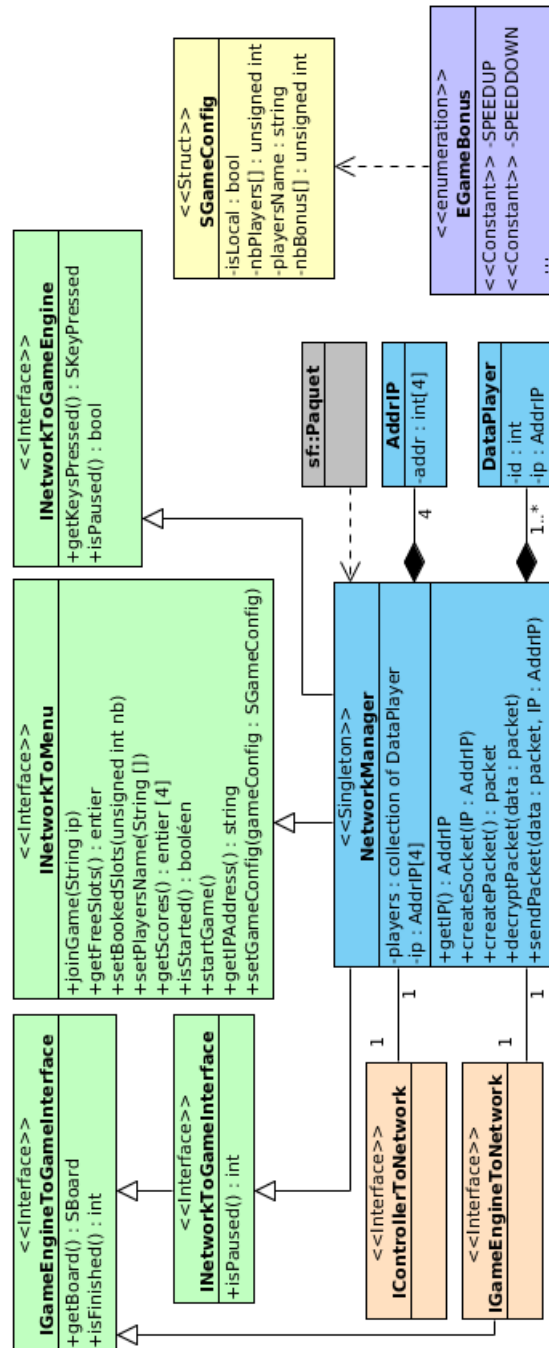 <<Interface>>
IGameEngineToGameInterface
+getBoard() : SBoard
+isFinished() : int
<<Interface>>
INetworkToGameInterface
+isPaused() : int
<<Interface>>
INetworkToMenu
+joinGame(String ip)
+getFreeSlots() : entier
+setBookedSlots(unsigned int nb)
+setPlayersName(String [])
+getScores() : entier [4]
+isStarted() : booléen
+startGame()
+getIPAddress() : string
+setGameConfig(gameConfig : SGameConfig)
<<Interface>>
INetworkToGameEngine
+getKeysPressed() : SKeyPressed
+isPaused() : bool
<<Struct>>
SGameConfig
-isLocal : bool
-nbPlayers[] : unsigned int
-playersName : string
-nbBonus[] : unsigned int
<<Interface>>
IControllerToNetwork
1
1
<<Interface>>
IGameEngineToNetwork
1
<<Singleton>>
NetworkManager
-players : collection of DataPlayer
-ip : AddrIP[4]
+getIP() : AddrIP
+createSocket(IP : AddrIP)
+createPacket() : packet
+decryptPacket(data : packet)
+sendPacket(data : packet, IP : AddrIP)
sf::Paquet
4
AddrIP
-addr : int[4]
1..*
DataPlayer
-id : int
-ip : AddrIP
<<enumeration>>
EGameBonus
<<Constant>> -SPEEDUP
<<Constant>> -SPEEDDOWN
...